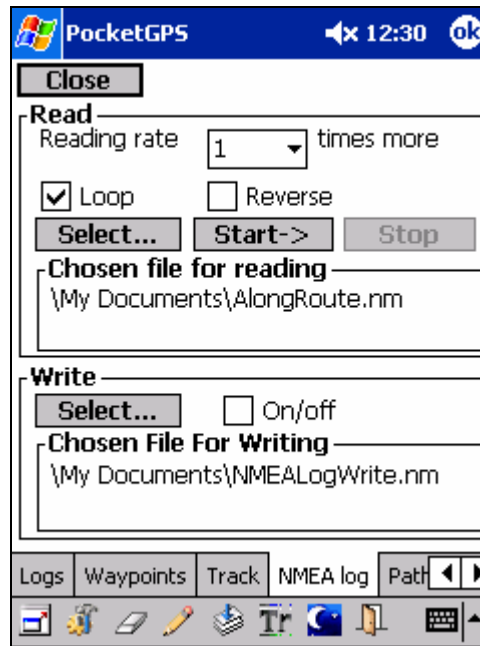 PocketGPS 12:30 ok
Close
Read
Reading rate 1 times more
Loop Reverse
Select... Start-> Stop
Chosen file for reading
\My Documents\AlongRoute.nm
Write
Select... On/off
Chosen File For Writing
\My Documents\NMEALogWrite.nm
Logs Waypoints Track NMEA log Path
Tr